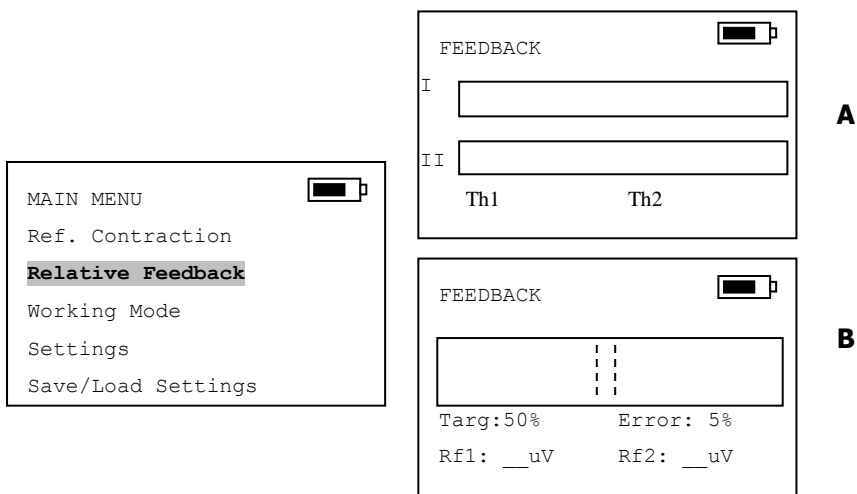 MAIN MENU
Ref. Contraction
Relative Feedback
Working Mode
Settings
Save/Load Settings
FEEDBACK
I
II
Th1 Th2
A
FEEDBACK
Targ:50% Error: 5%
Rf1: __uV Rf2: __uV
B